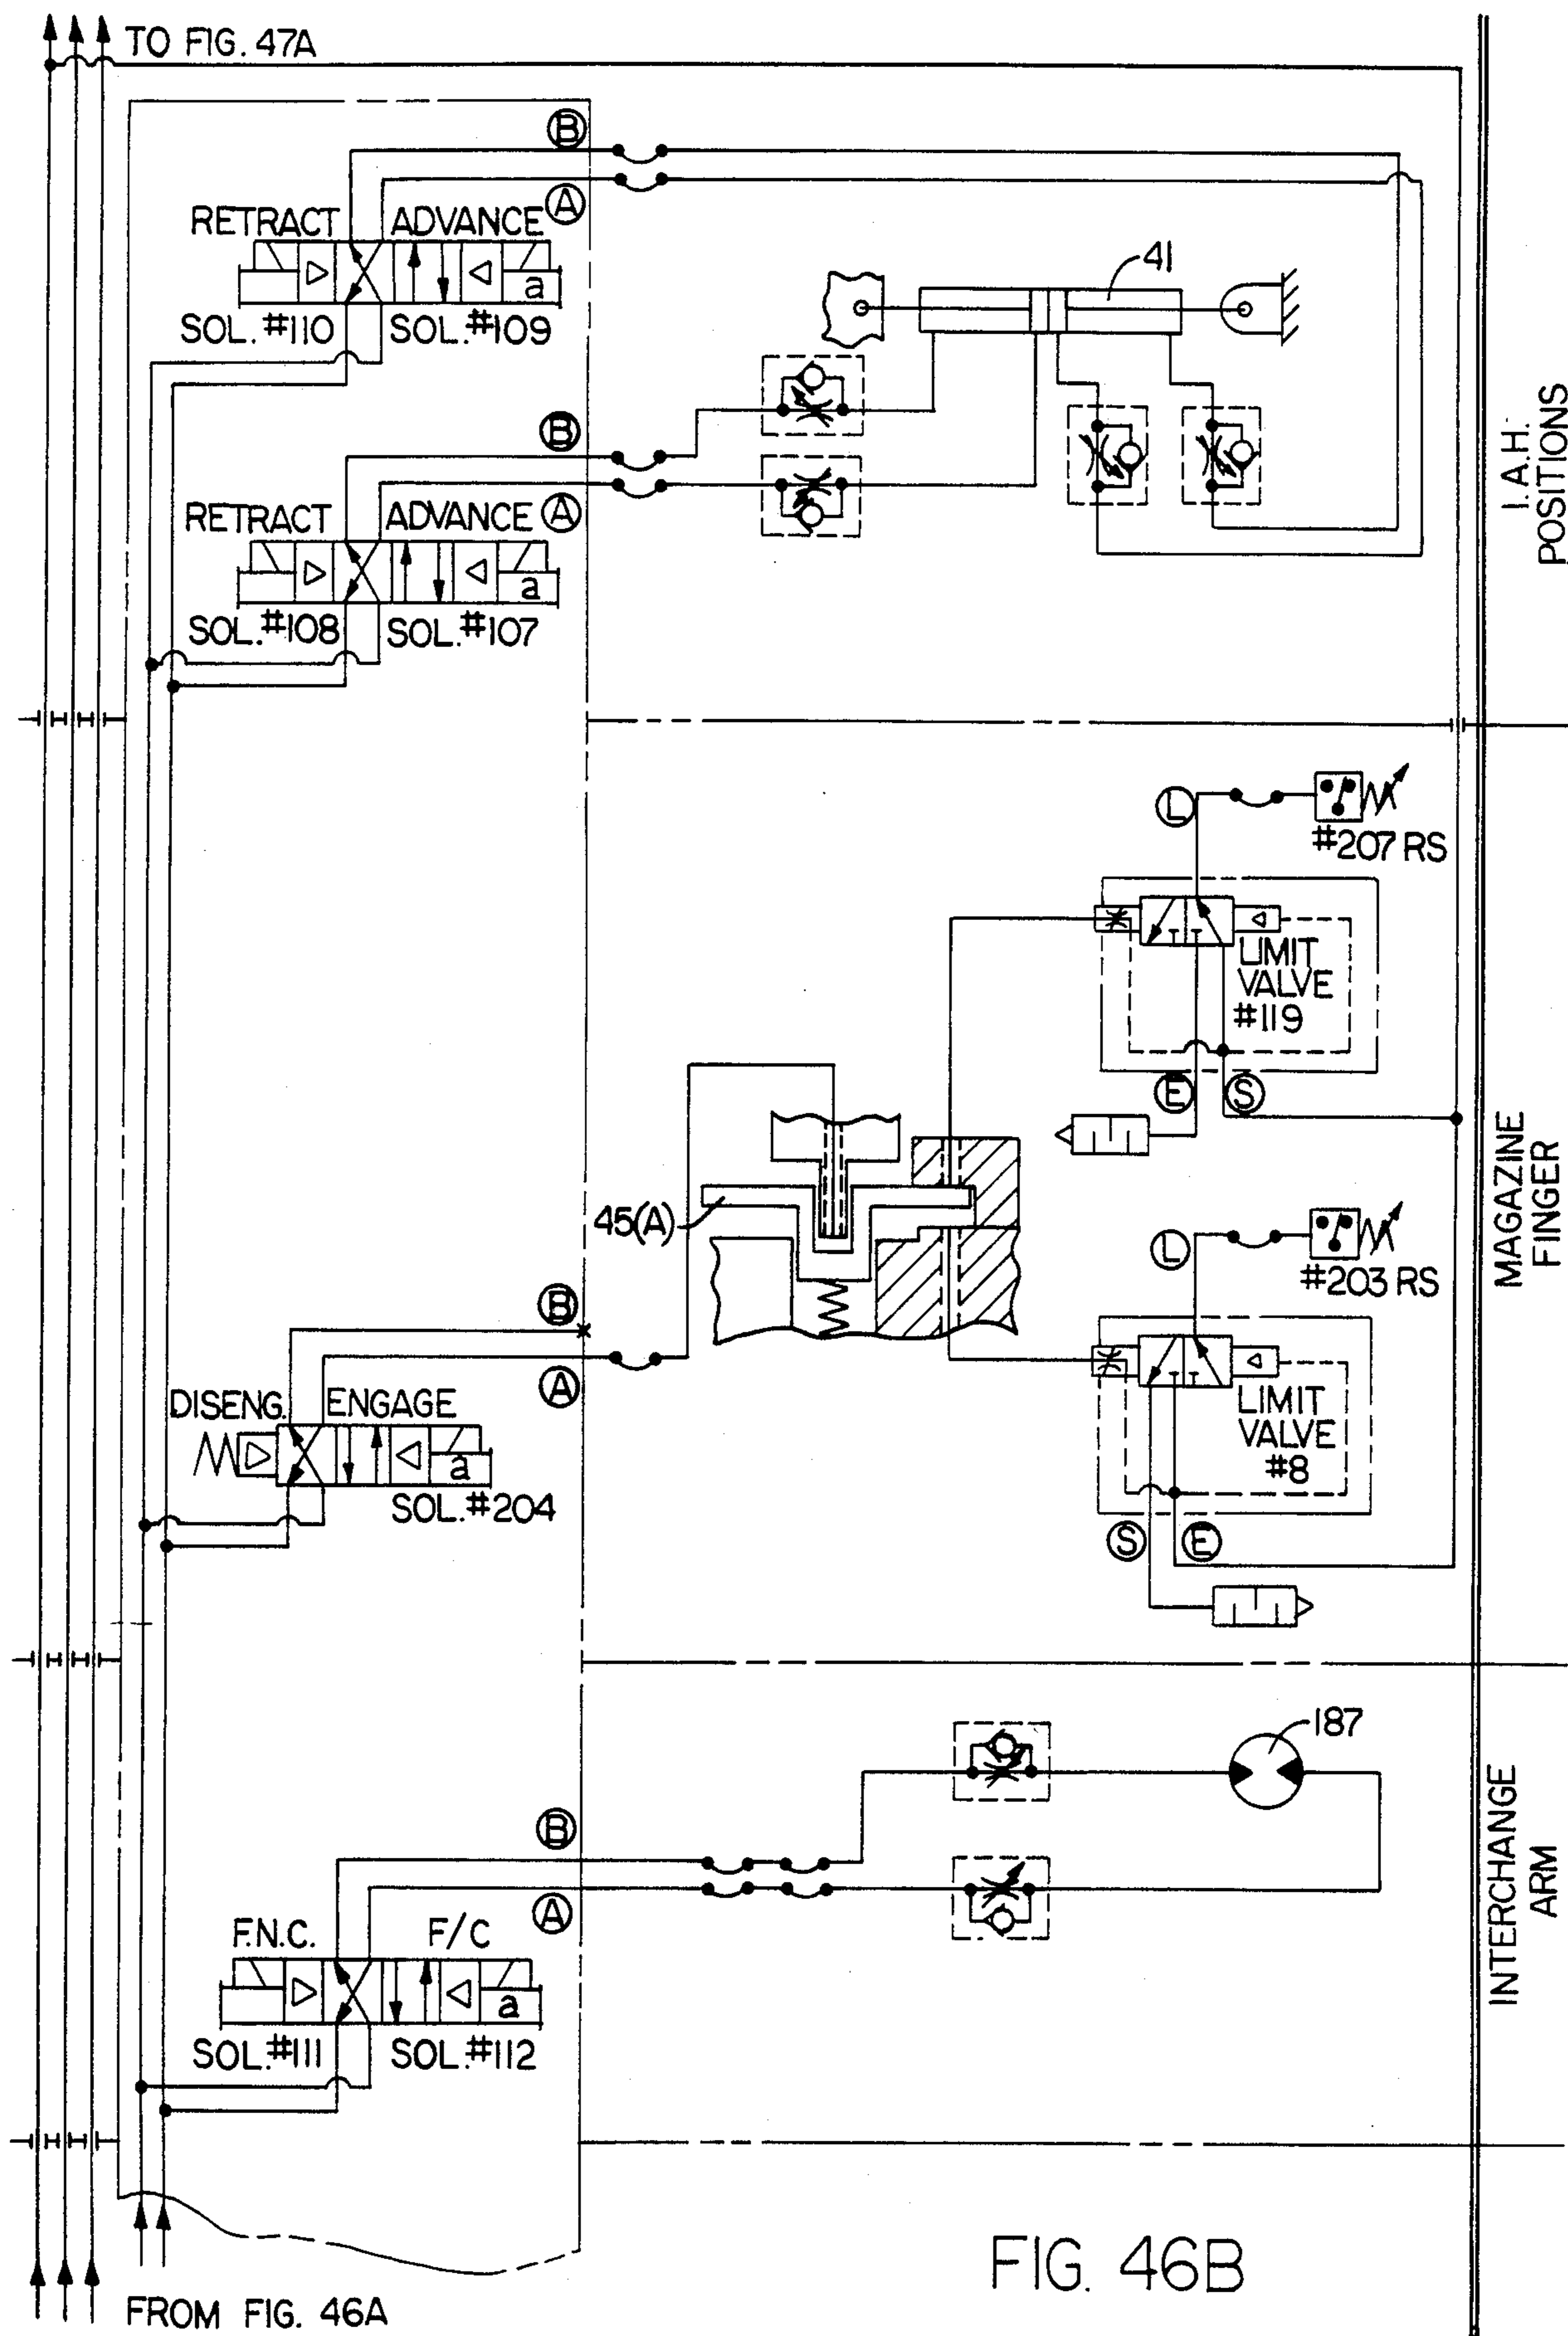 TO FIG. 47A
B
A
RETRACT ADVANCE
a
SOL. #110 SOL. #109
41
B
A
RETRACT ADVANCE
a
SOL. #108 SOL. #107
I.A.H.
POSITIONS
L
#207 RS
LIMIT
VALVE
#119
E S
45(A)
L
#203 RS
LIMIT
VALVE
#8
S E
B
A
DISENG. ENGAGE
a
SOL. #204
MAGAZINE
FINGER
187
B
A
F.N.C. F/C
a
SOL. #111 SOL. #112
INTERCHANGE
ARM
FROM FIG. 46A
FIG. 46B